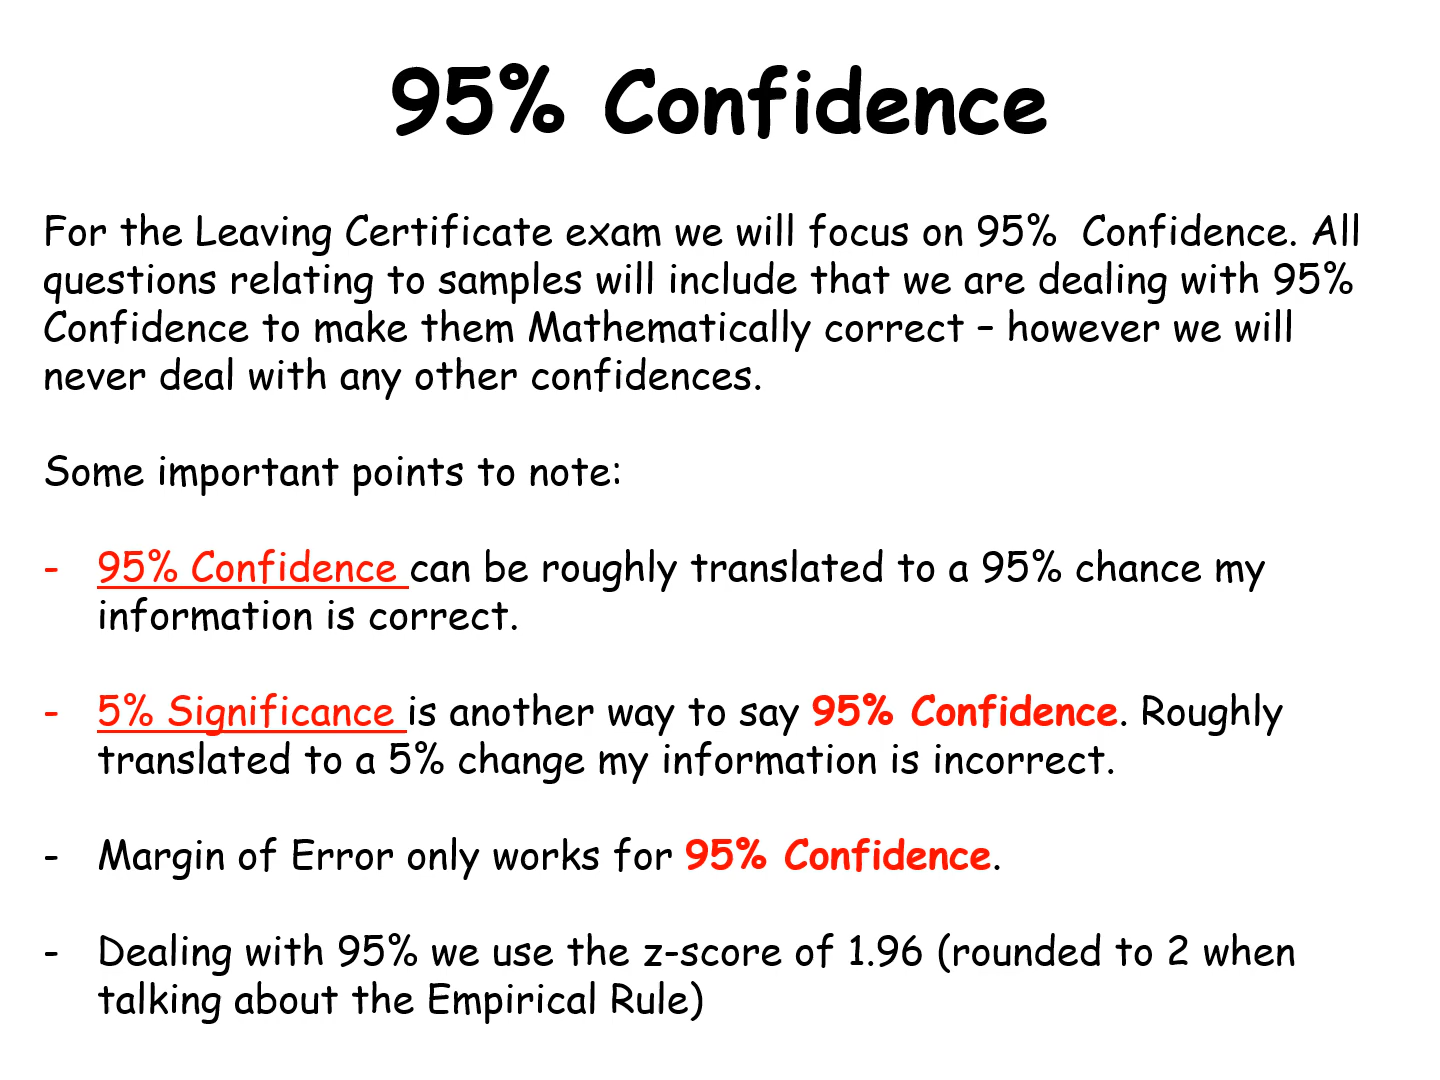 95% Confidence
For the Leaving Certificate exam we will focus on 95%  Confidence. All
questions relating to samples will include that we are dealing with 95%
Confidence to make them Mathematically correct – however we will
never deal with any other confidences.
Some important points to note:
- 95% Confidence can be roughly translated to a 95% chance my
information is correct.
- 5% Significance is another way to say 95% Confidence. Roughly
translated to a 5% change my information is incorrect.
- Margin of Error only works for 95% Confidence.
- Dealing with 95% we use the z-score of 1.96 (rounded to 2 when
talking about the Empirical Rule)